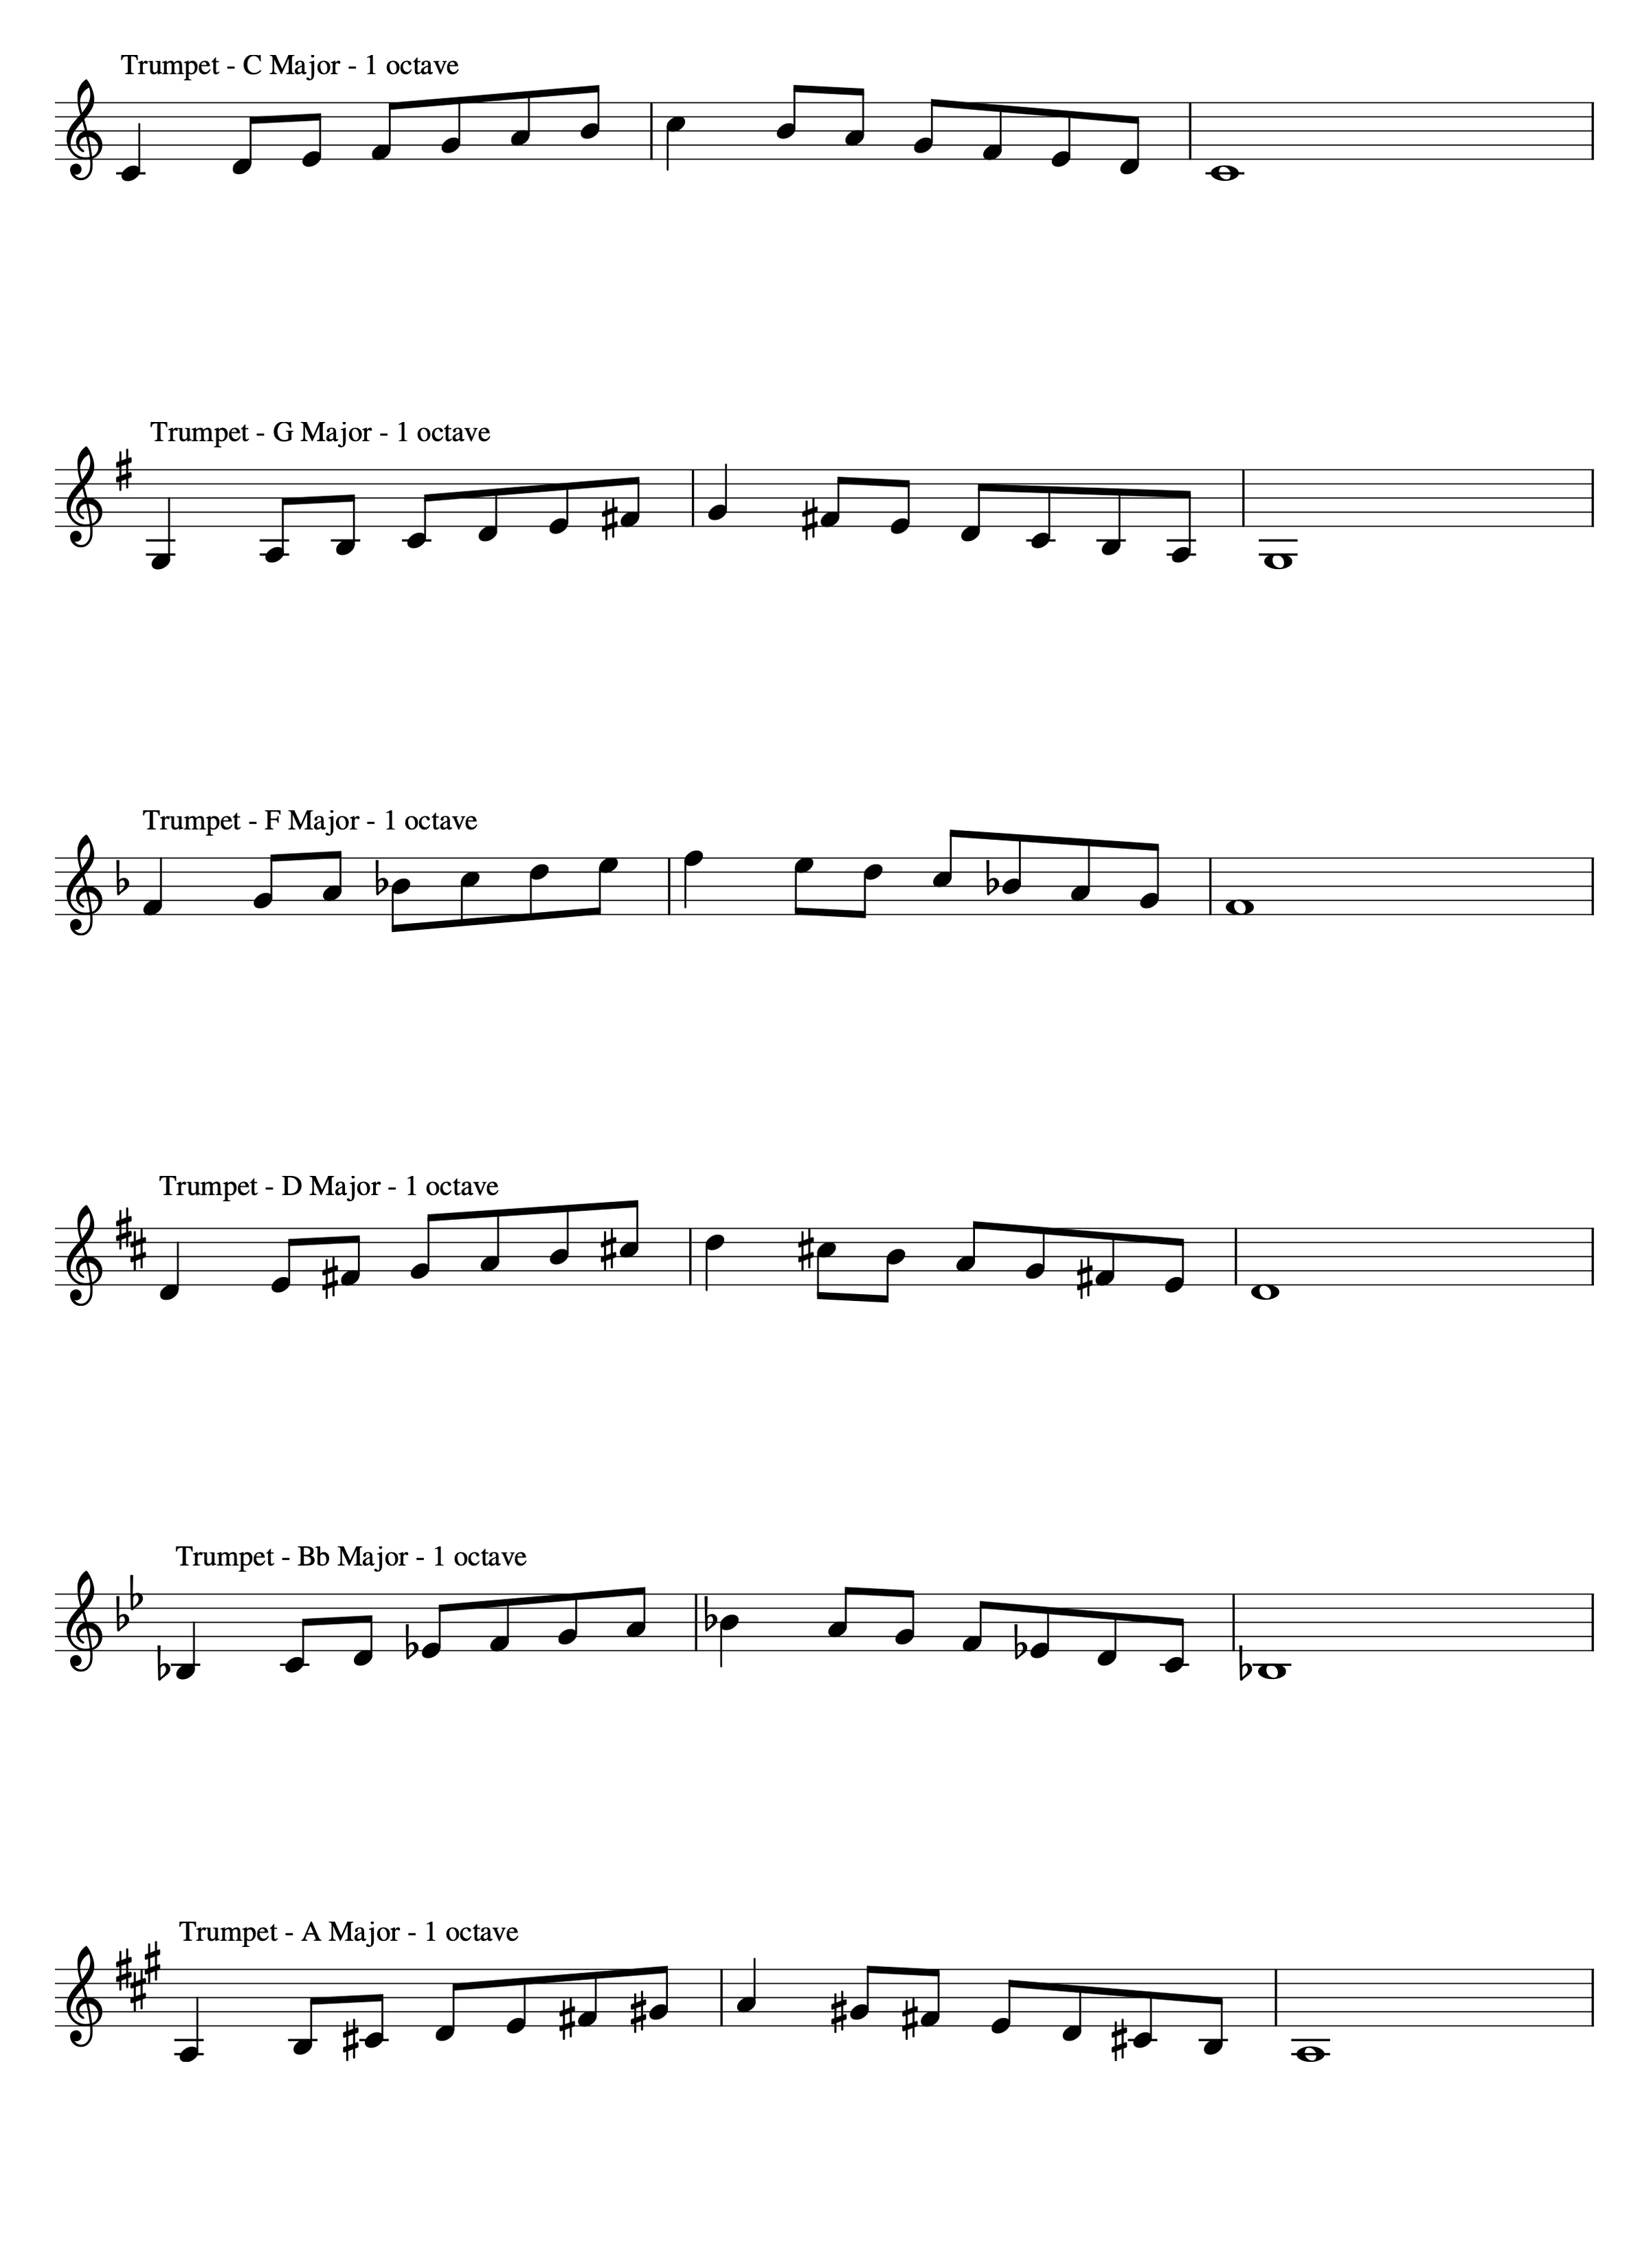 Trumpet - C Major - 1 octave
Trumpet - G Major - 1 octave
Trumpet - F Major - 1 octave
Trumpet - D Major - 1 octave
Trumpet - Bb Major - 1 octave
Trumpet - A Major - 1 octave